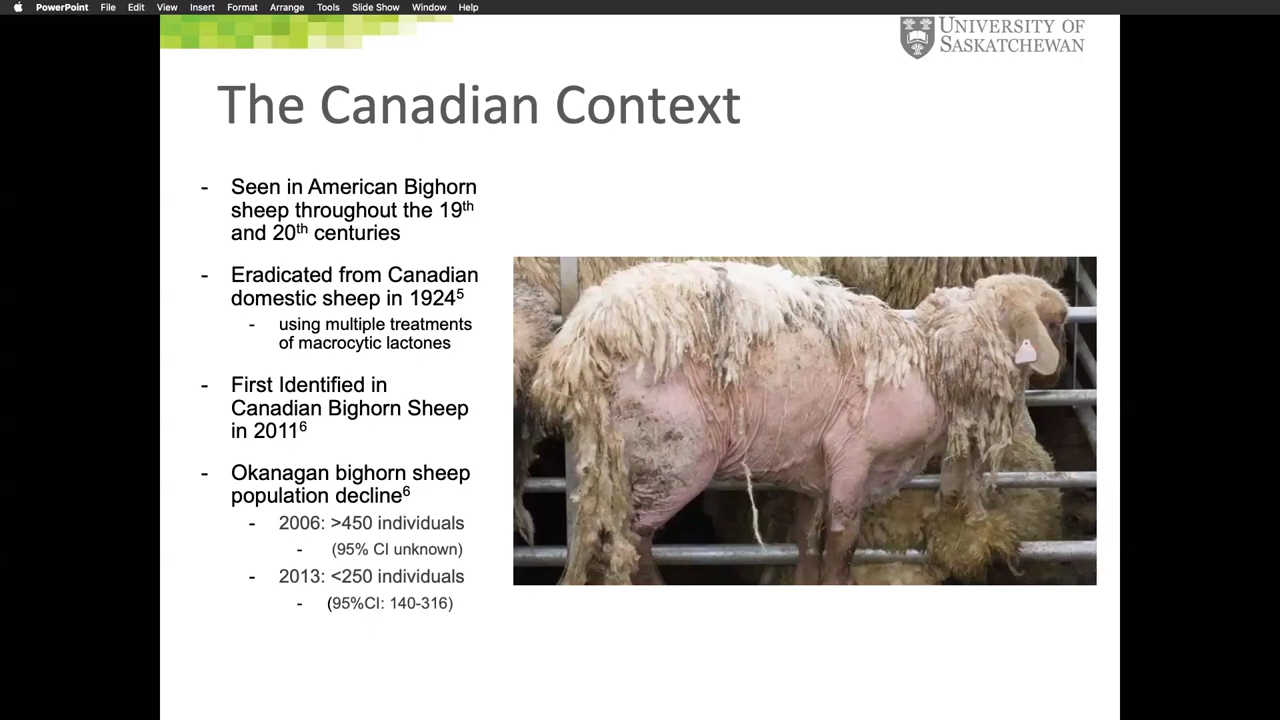 PowerPoint File Edit View Insert Format Arrange Tools Slide Show Window Help
UNIVERSITY OF
SASKATCHEWAN
The Canadian Context
- Seen in American Bighorn
sheep throughout the 19th
and 20th centuries
- Eradicated from Canadian
domestic sheep in 1924⁵
- using multiple treatments
of macrocytic lactones
- First Identified in
Canadian Bighorn Sheep
in 2011⁶
- Okanagan bighorn sheep
population decline⁶
- 2006: >450 individuals
- (95% CI unknown)
- 2013: <250 individuals
- (95%CI: 140-316)